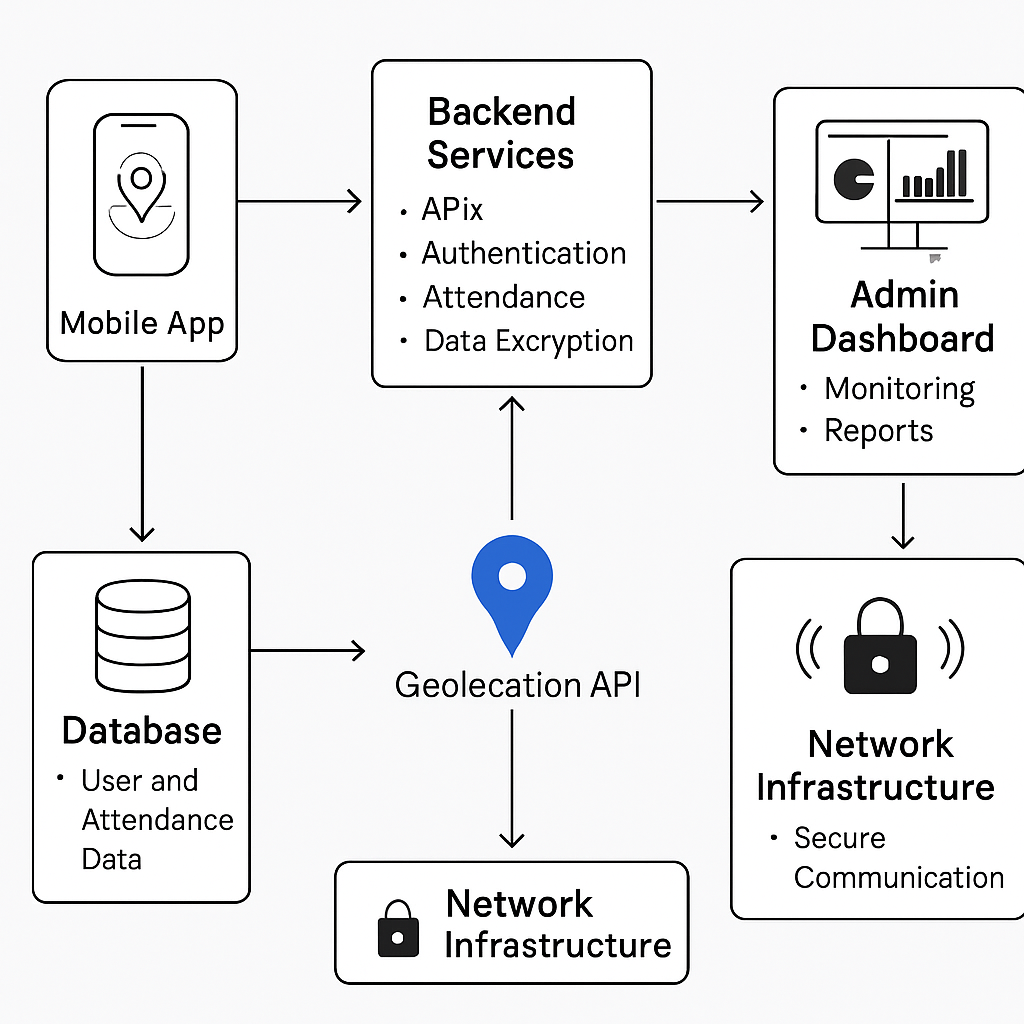 Mobile App
Backend
Services
· APix
· Authentication
· Attendance
· Data Excryption
Admin
Dashboard
· Monitoring
· Reports
Database
· User and
Attendance
Data
Geolecation API
Network
Infrastructure
Network
Infrastructure
· Secure
Communication